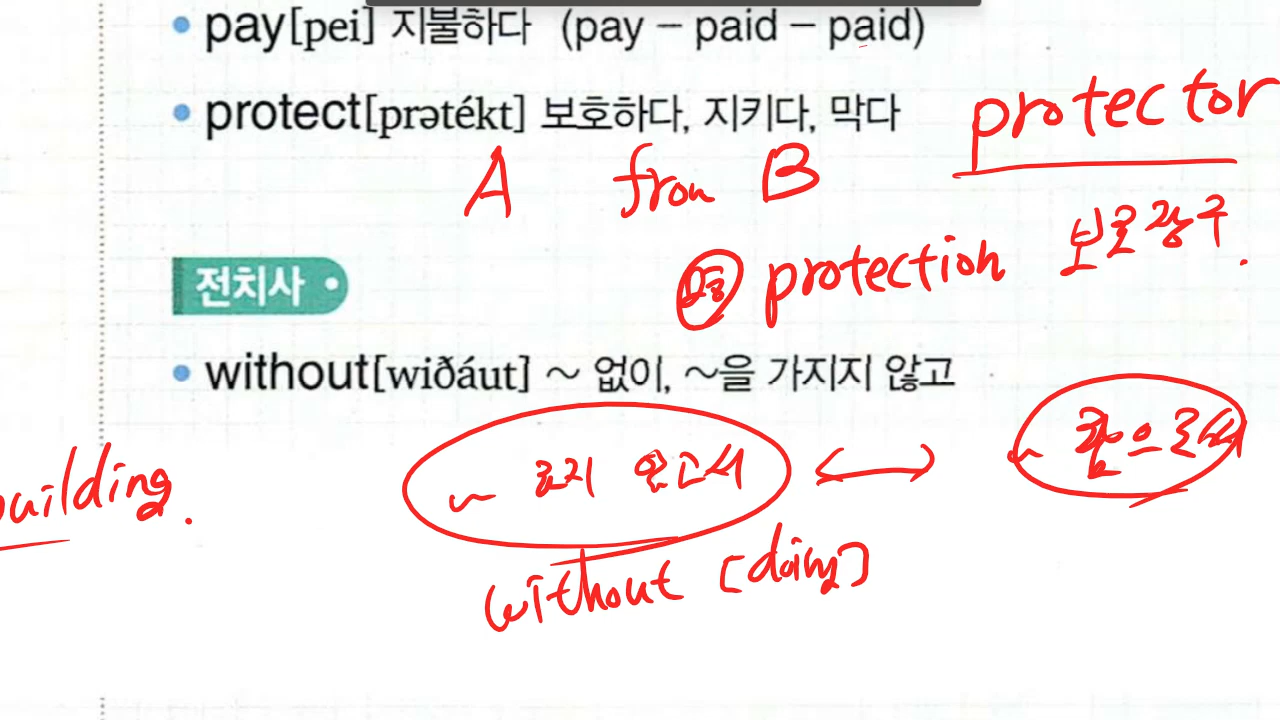 • pay[pei] 지불하다 (pay – paid – paid)
• protect[prətékt] 보호하다, 지키다, 막다
protector
A from B
보호장구.
명 protection
전치사
• without[wiðáut] ~ 없이, ~을 가지지 않고
~ 하지 않고서 ↔ ~ 함으로써
building.
without [doing]